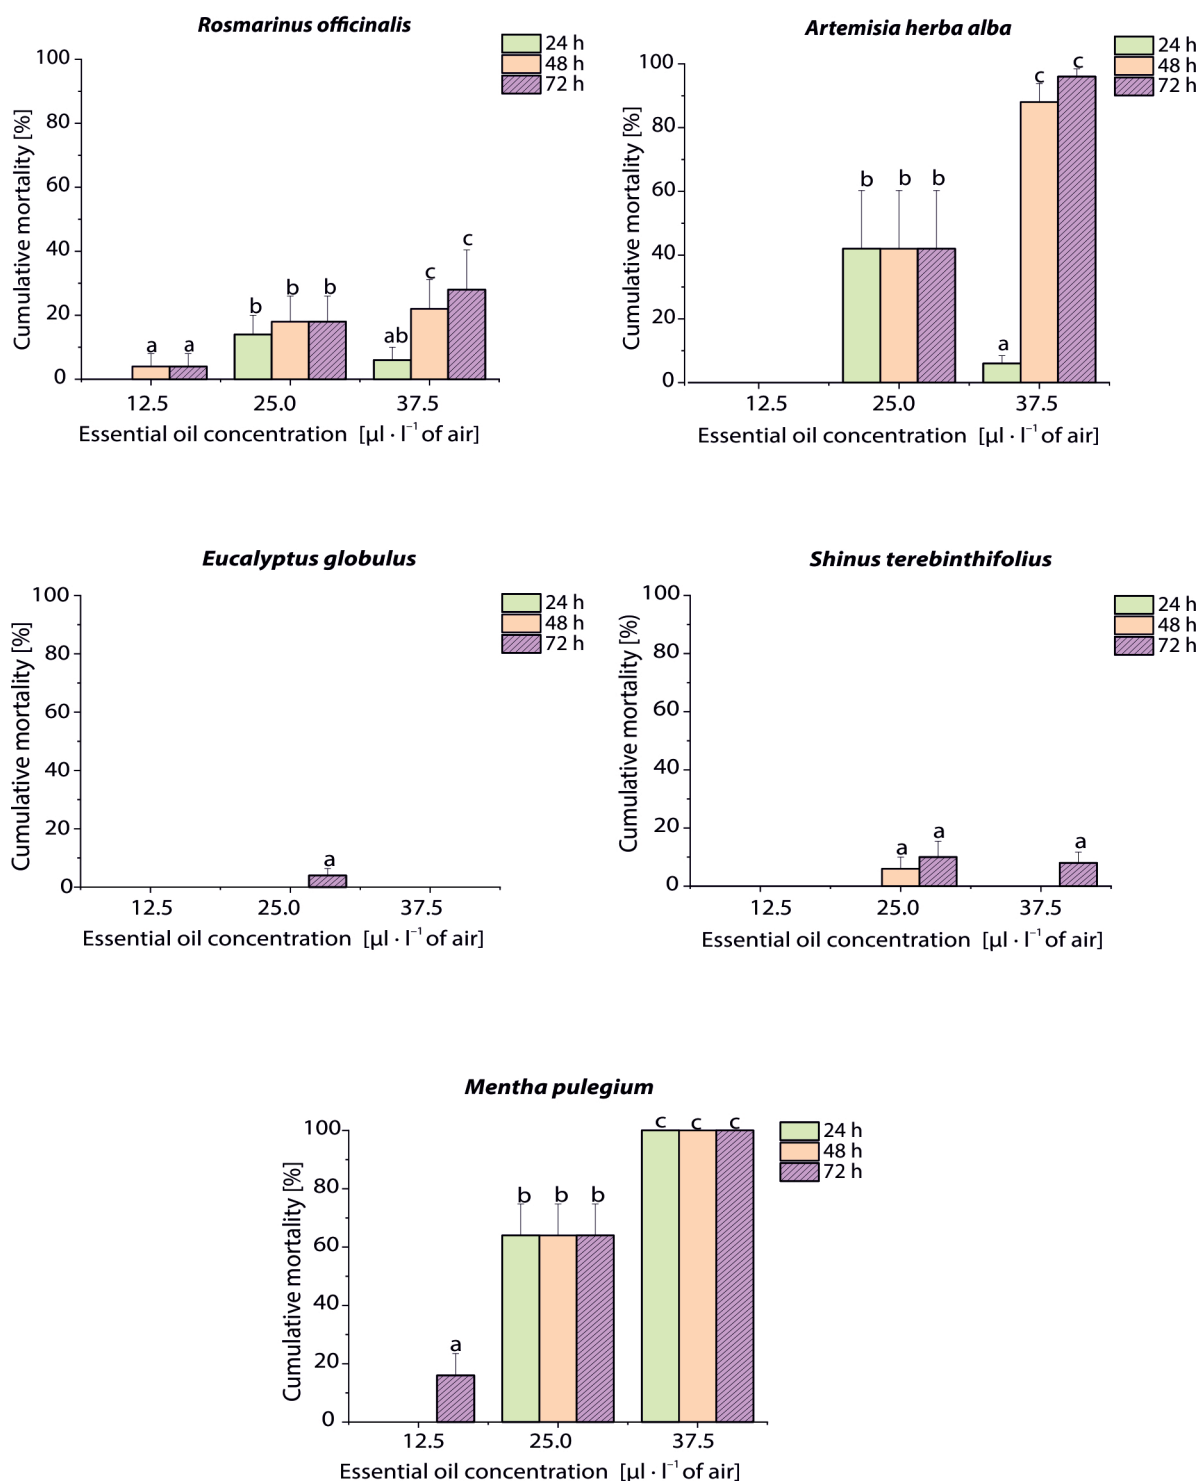 Rosmarinus officinalis
24 h
48 h
72 h
Cumulative mortality [%]
100
80
60
40
20
0
a
a
b
b
b
ab
c
c
12.5
25.0
37.5
Essential oil concentration [µl · l⁻¹ of air]
Artemisia herba alba
24 h
48 h
72 h
Cumulative mortality [%]
100
80
60
40
20
0
b
b
b
a
c
c
12.5
25.0
37.5
Essential oil concentration [µl · l⁻¹ of air]
Eucalyptus globulus
24 h
48 h
72 h
Cumulative mortality [%]
100
80
60
40
20
0
a
12.5
25.0
37.5
Essential oil concentration [µl · l⁻¹ of air]
Shinus terebinthifolius
24 h
48 h
72 h
Cumulative mortality [%)
100
80
60
40
20
0
a
a
a
12.5
25.0
37.5
Essential oil concentration [µl · l⁻¹ of air]
Mentha pulegium
24 h
48 h
72 h
Cumulative mortality [%]
100
80
60
40
20
0
a
b
b
b
c
c
c
12.5
25.0
37.5
Essential oil concentration [µl · l⁻¹ of air]